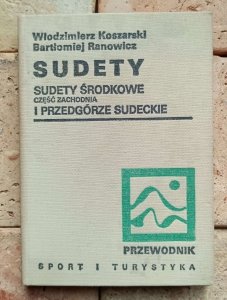 Włodzimierz Koszarski
Bartłomiej Ranowicz
SUDETY
SUDETY ŚRODKOWE
CZĘŚĆ ZACHODNIA
I PRZEDGÓRZE SUDECKIE
PRZEWODNIK
SPORT I TURYSTYKA